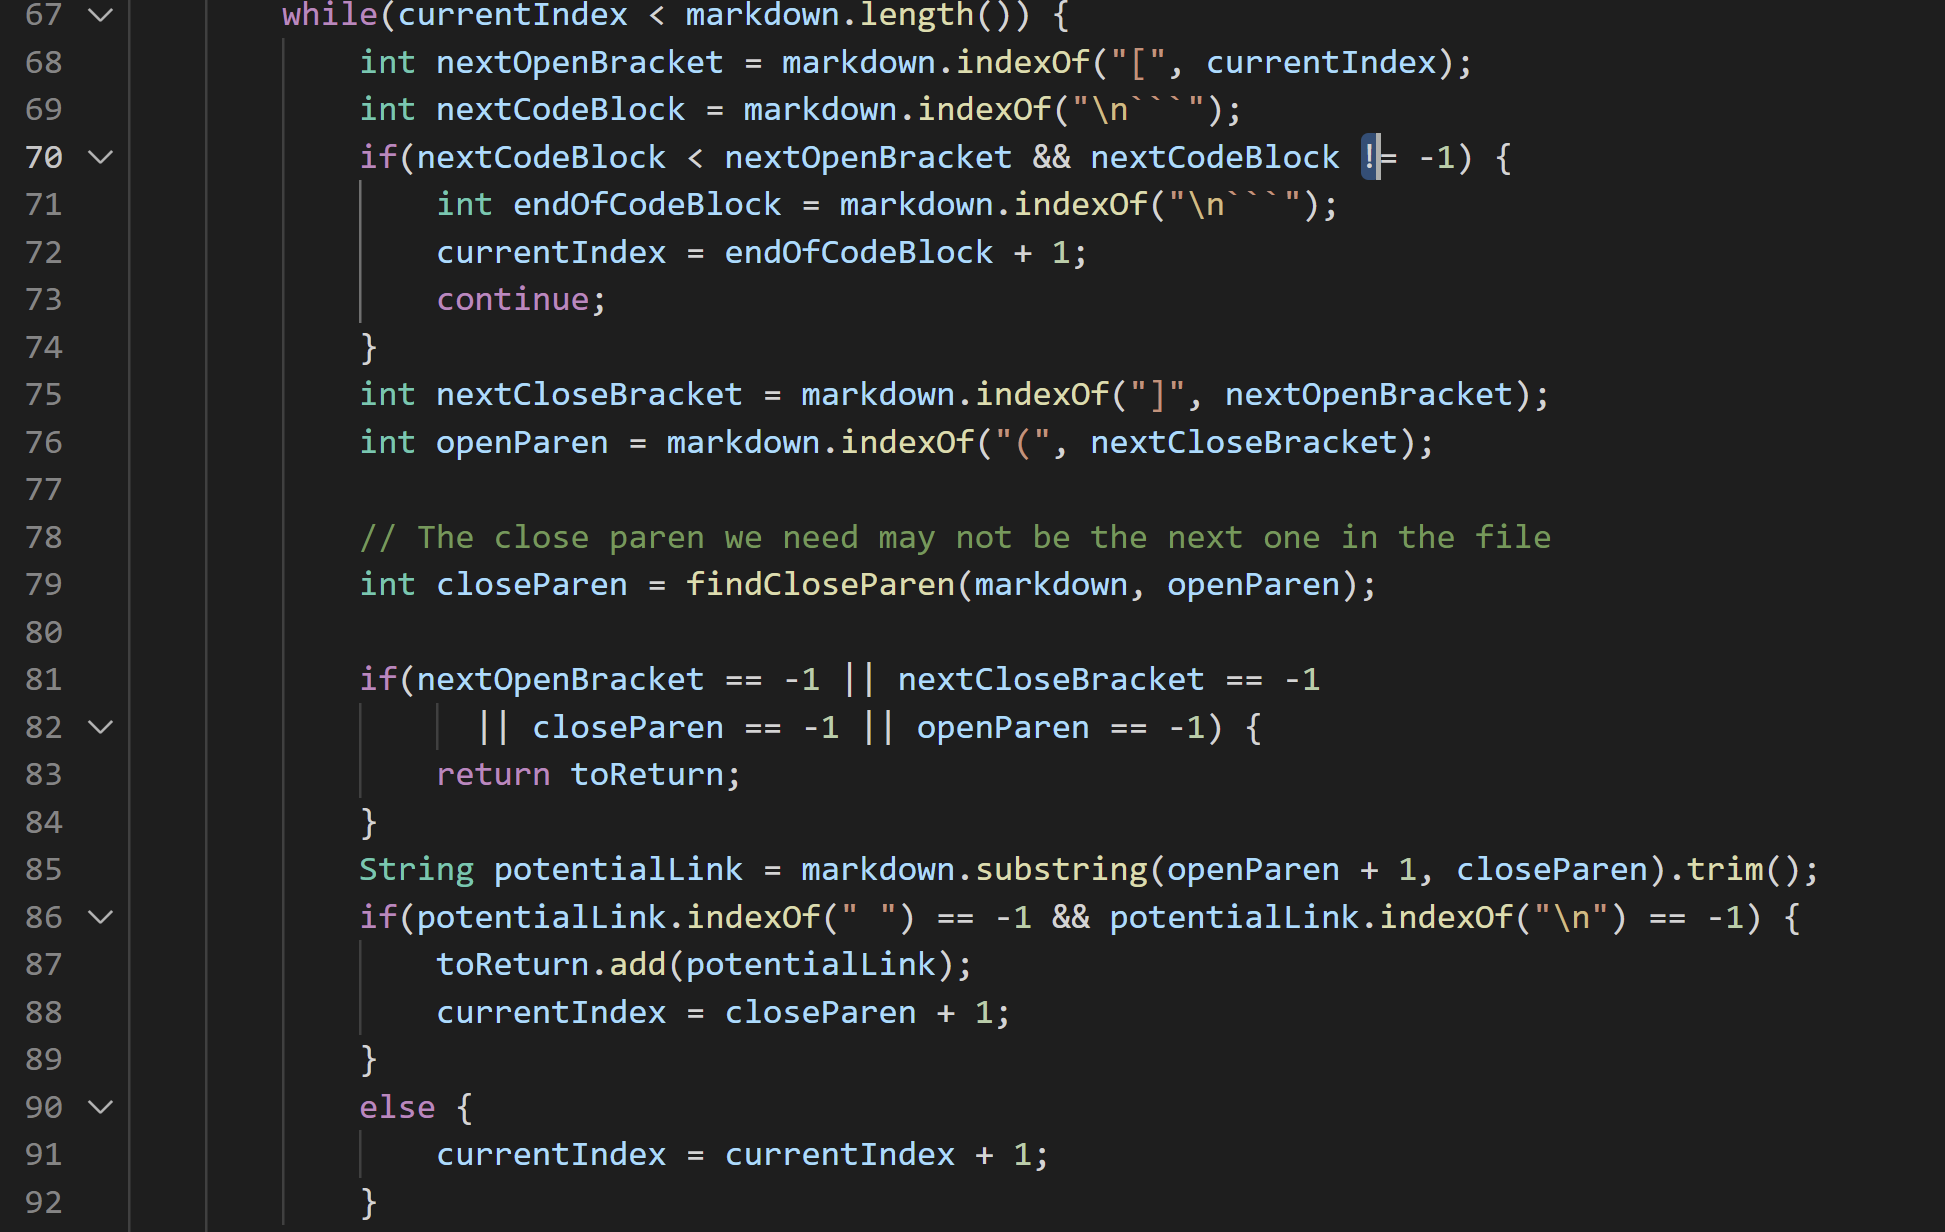 67 while(currentIndex < markdown.length()) {
68 int nextOpenBracket = markdown.indexOf("[", currentIndex);
69 int nextCodeBlock = markdown.indexOf("\n```");
70 if(nextCodeBlock < nextOpenBracket && nextCodeBlock != -1) {
71 int endOfCodeBlock = markdown.indexOf("\n```");
72 currentIndex = endOfCodeBlock + 1;
73 continue;
74 }
75 int nextCloseBracket = markdown.indexOf("]", nextOpenBracket);
76 int openParen = markdown.indexOf("(", nextCloseBracket);
77
78 // The close paren we need may not be the next one in the file
79 int closeParen = findCloseParen(markdown, openParen);
80
81 if(nextOpenBracket == -1 || nextCloseBracket == -1
82 || closeParen == -1 || openParen == -1) {
83 return toReturn;
84 }
85 String potentialLink = markdown.substring(openParen + 1, closeParen).trim();
86 if(potentialLink.indexOf(" ") == -1 && potentialLink.indexOf("\n") == -1) {
87 toReturn.add(potentialLink);
88 currentIndex = closeParen + 1;
89 }
90 else {
91 currentIndex = currentIndex + 1;
92 }